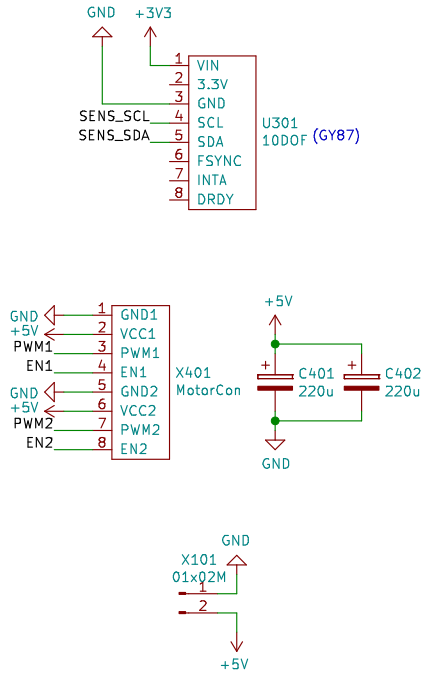 GND +3V3
1 VIN
2 3.3V
3 GND
SENS_SCL 4 SCL U301
SENS_SDA 5 SDA 10DOF (GY87)
6 FSYNC
7 INTA
8 DRDY
GND 1 GND1 +5V
+5V 2 VCC1
PWM1 3 PWM1
EN1 4 EN1 X401 + C401 + C402
GND 5 GND2 MotorCon 220u 220u
+5V 6 VCC2
PWM2 7 PWM2
EN2 8 EN2 GND
GND
X101
01x02M
1
2
+5V